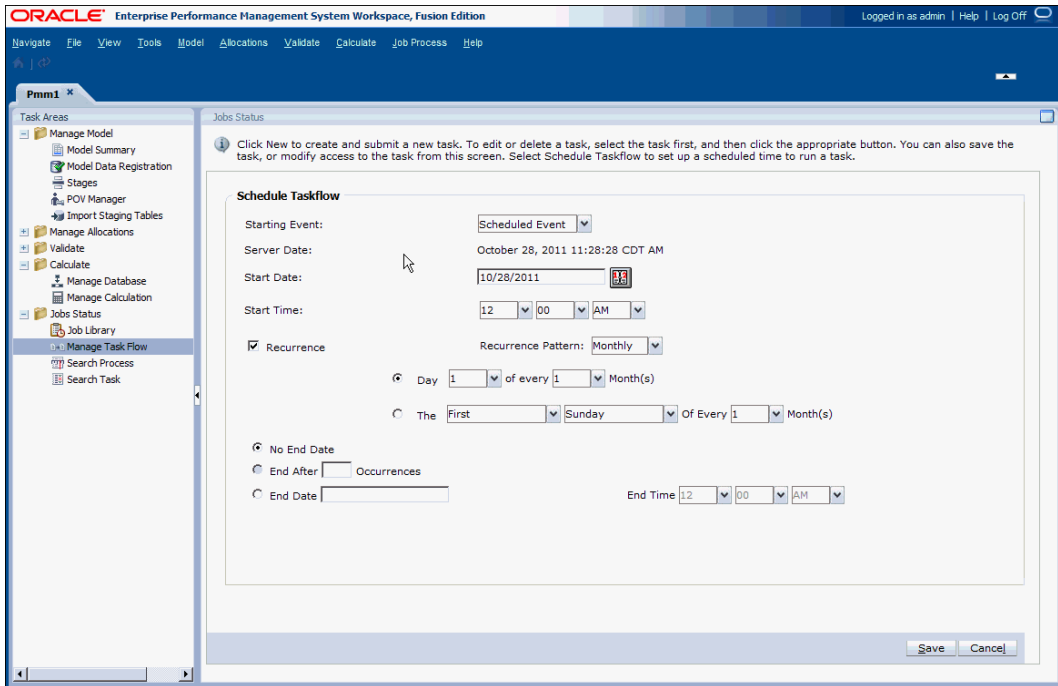 ORACLE Enterprise Performance Management System Workspace, Fusion Edition Logged in as admin | Help | Log Off
Navigate File View Tools Model Allocations Validate Calculate Job Process Help
Pmm1
Task Areas
Manage Model
Model Summary
Model Data Registration
Stages
POV Manager
Import Staging Tables
Manage Allocations
Validate
Calculate
Manage Database
Manage Calculation
Jobs Status
Job Library
Manage Task Flow
Search Process
Search Task
Jobs Status
Click New to create and submit a new task. To edit or delete a task, select the task first, and then click the appropriate button. You can also save the
task, or modify access to the task from this screen. Select Schedule Taskflow to set up a scheduled time to run a task.
Schedule Taskflow
Starting Event: Scheduled Event
Server Date: October 28, 2011 11:28:28 CDT AM
Start Date: 10/28/2011
Start Time: 12 00 AM
Recurrence Recurrence Pattern: Monthly
Day 1 of every 1 Month(s)
The First Sunday Of Every 1 Month(s)
No End Date
End After Occurrences
End Date End Time 12 00 AM
Save Cancel